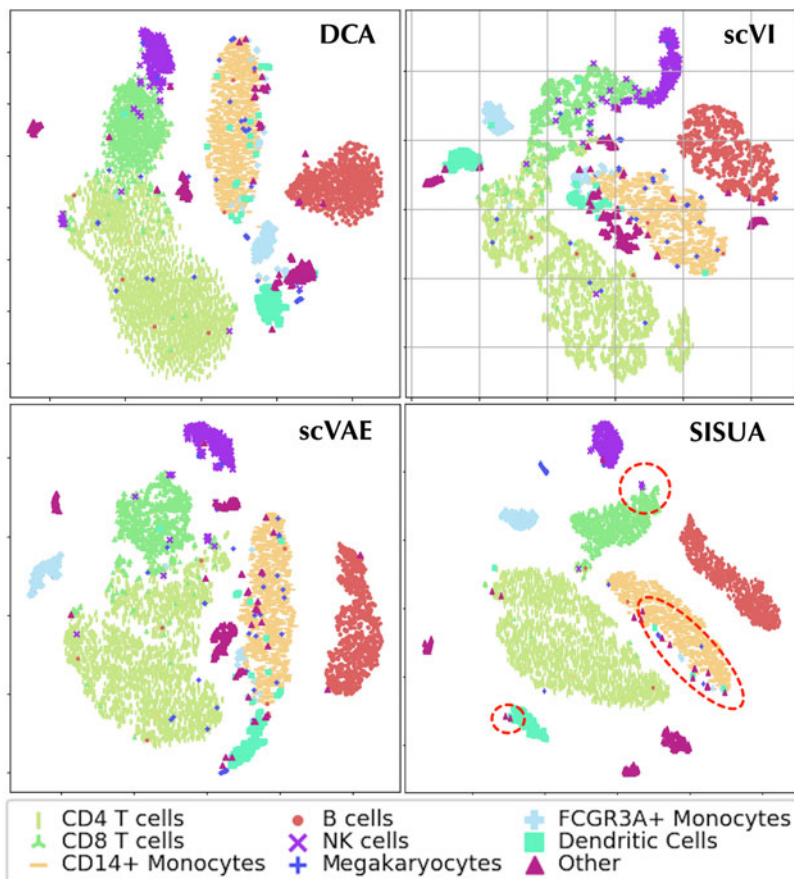 DCA
scVI
scVAE
SISUA
CD4 T cells
CD8 T cells
CD14+ Monocytes
B cells
NK cells
Megakaryocytes
FCGR3A+ Monocytes
Dendritic Cells
Other